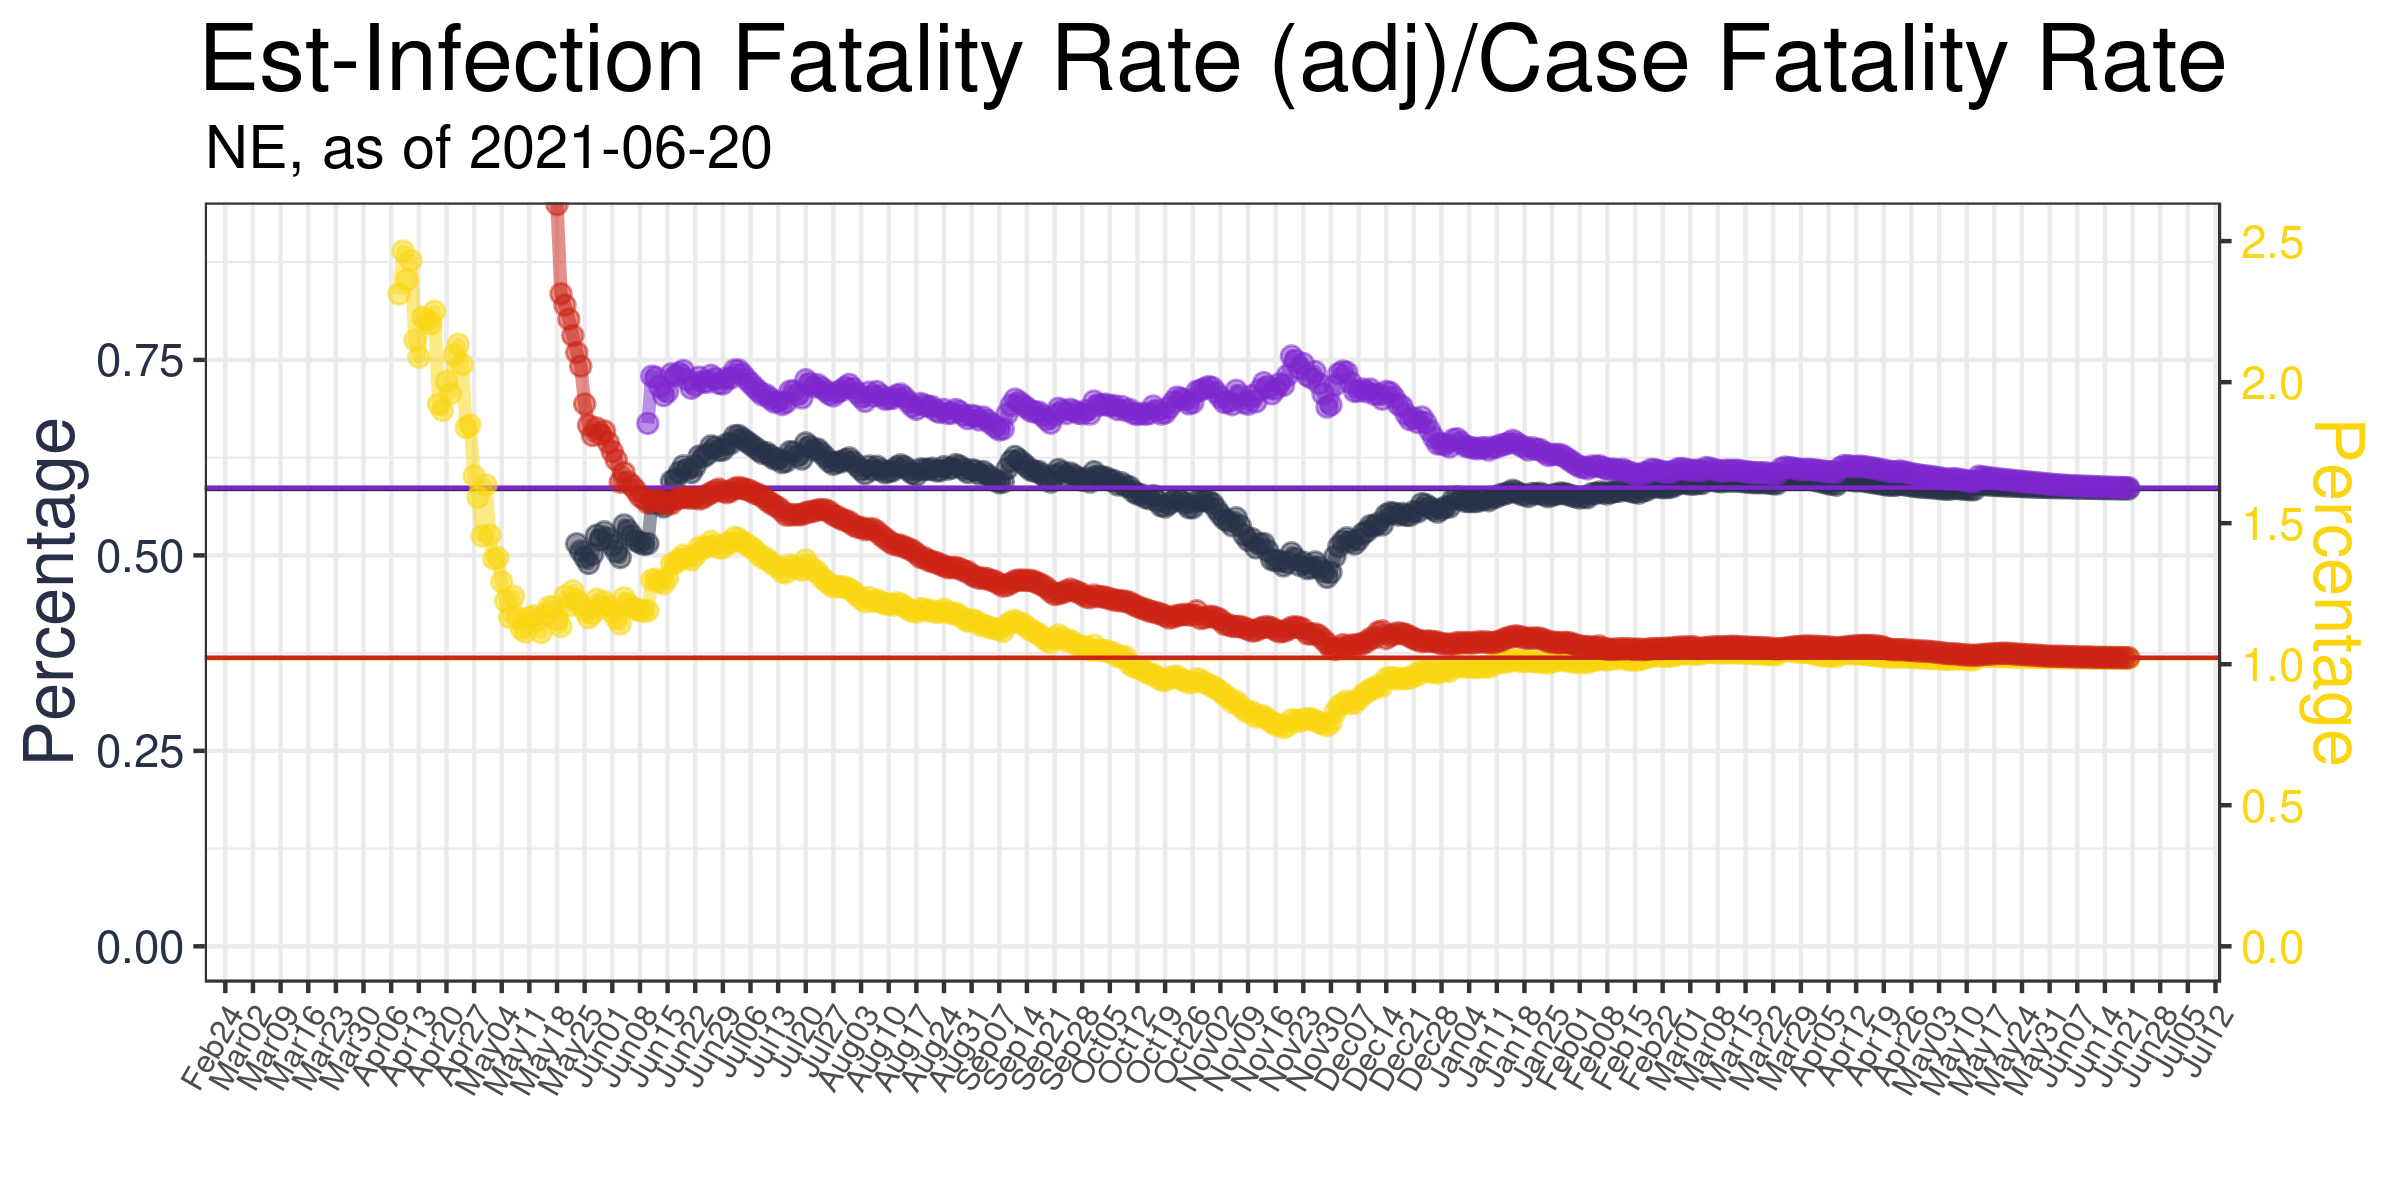 Est-Infection Fatality Rate (adj)/Case Fatality Rate
NE, as of 2021-06-20
Percentage
0.75
0.50
0.25
0.00
2.5
2.0
1.5
1.0
0.5
0.0
Percentage
Feb24
Mar02
Mar09
Mar16
Mar23
Mar30
Apr06
Apr13
Apr20
Apr27
May04
May11
May18
May25
Jun01
Jun08
Jun15
Jun22
Jun29
Jul06
Jul13
Jul20
Jul27
Aug03
Aug10
Aug17
Aug24
Aug31
Sep07
Sep14
Sep21
Sep28
Oct05
Oct12
Oct19
Oct26
Nov02
Nov09
Nov16
Nov23
Nov30
Dec07
Dec14
Dec21
Dec28
Jan04
Jan11
Jan18
Jan25
Feb01
Feb08
Feb15
Feb22
Mar01
Mar08
Mar15
Mar22
Mar29
Apr05
Apr12
Apr19
Apr26
May03
May10
May17
May24
May31
Jun07
Jun14
Jun21
Jun28
Jul05
Jul12